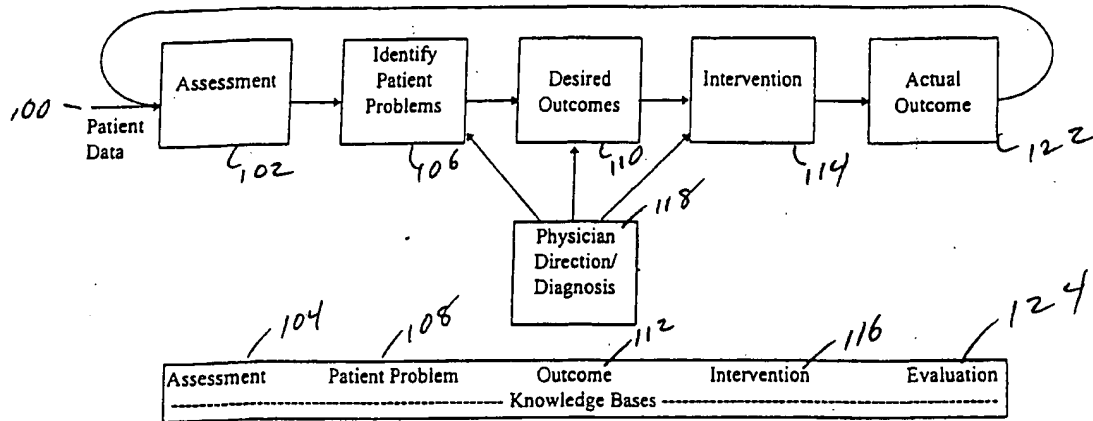 Assessment
Identify
Patient
Problems
Desired
Outcomes
Intervention
Actual
Outcome
100
Patient
Data
102
106
110
114
122
118
Physician
Direction/
Diagnosis
104
108
112
116
124
Assessment Patient Problem Outcome Intervention Evaluation
Knowledge Bases